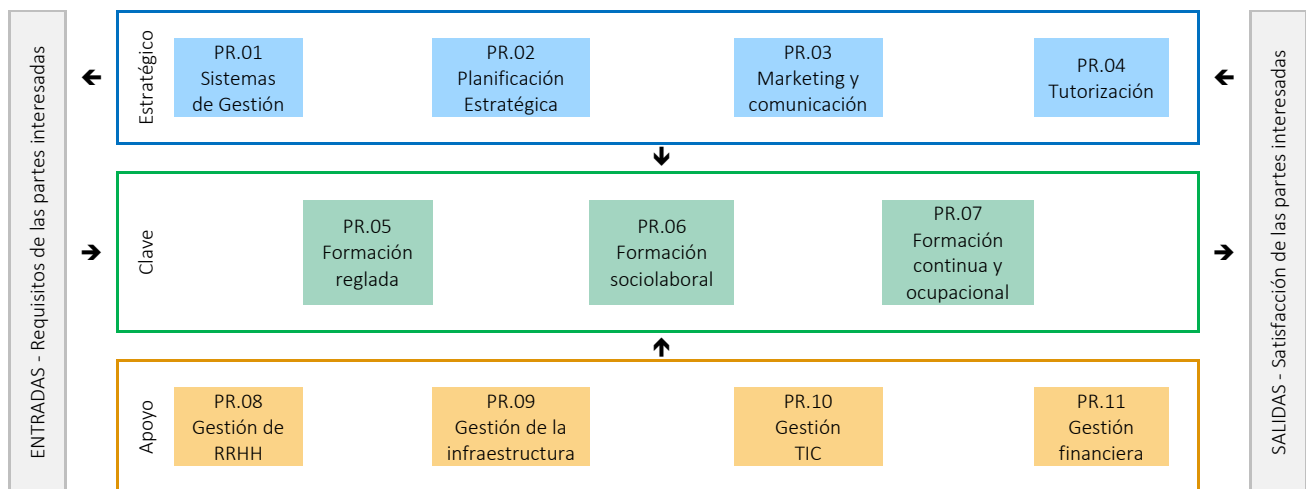 ENTRADAS - Requisitos de las partes interesadas
Estratégico
PR.01
Sistemas
de Gestión
PR.02
Planificación
Estratégica
PR.03
Marketing y
comunicación
PR.04
Tutorización
Clave
PR.05
Formación
reglada
PR.06
Formación
sociolaboral
PR.07
Formación
continua y
ocupacional
Apoyo
PR.08
Gestión de
RRHH
PR.09
Gestión de la
infraestructura
PR.10
Gestión
TIC
PR.11
Gestión
financiera
SALIDAS - Satisfacción de las partes interesadas